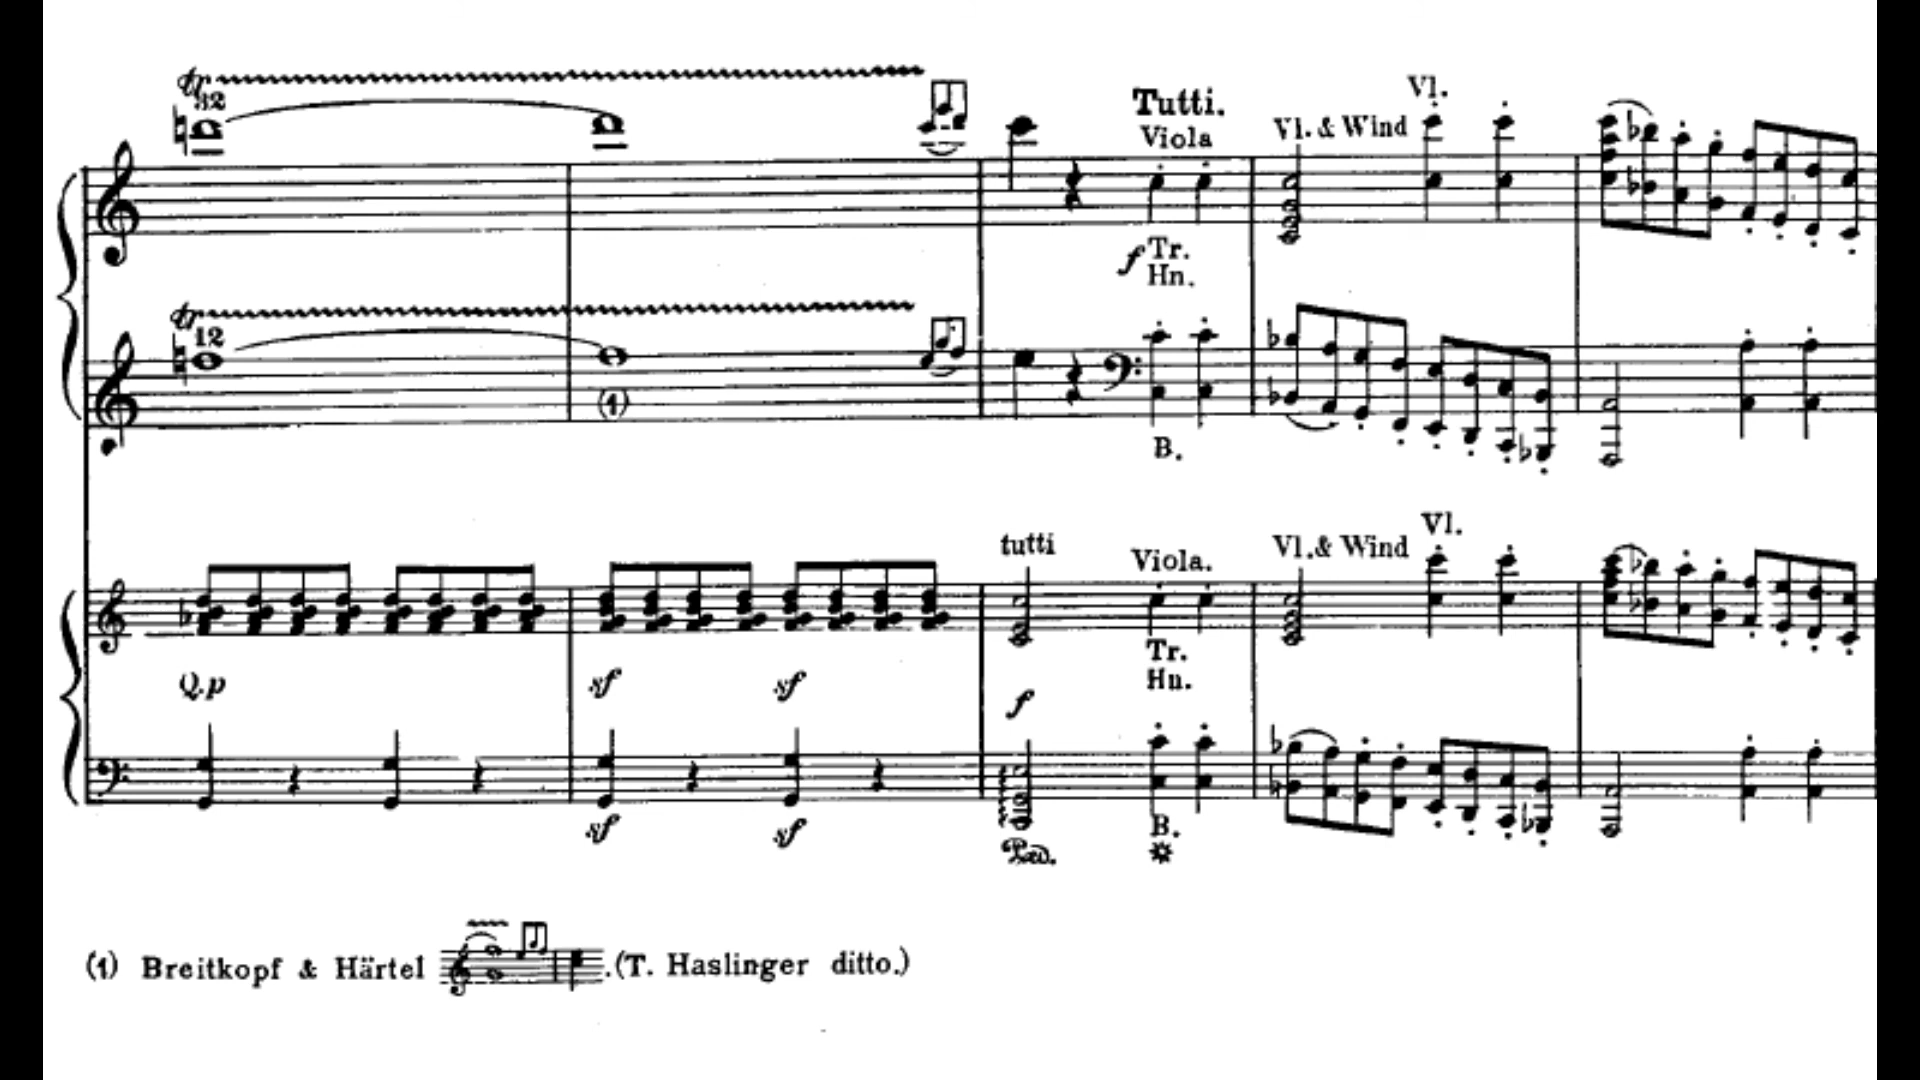 tr
32
Tutti.
Viola
Vl. & Wind
Vl.
f Tr.
Hn.
tr
12
(1)
B.
tutti
Viola.
Vl. & Wind
Vl.
Tr.
Hn.
Q.p
sf sf
f
sf sf
B.
Ped.
(1) Breitkopf & Härtel .(T. Haslinger ditto.)